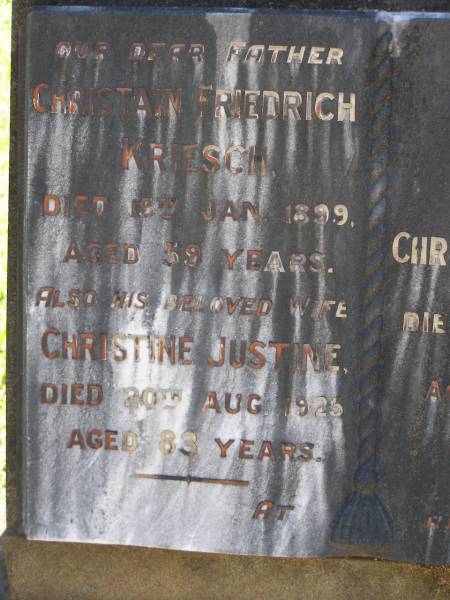 OUR DEAR FATHER
CHRISTAIN FRIEDRICH
KRIESCH.
DIED 15TH JAN. 1899.
AGED 59 YEARS.
ALSO HIS BELOVED WIFE
CHRISTINE JUSTINE.
DIED 20TH AUG. 1925
AGED 83 YEARS.
AT
CHR
DIE